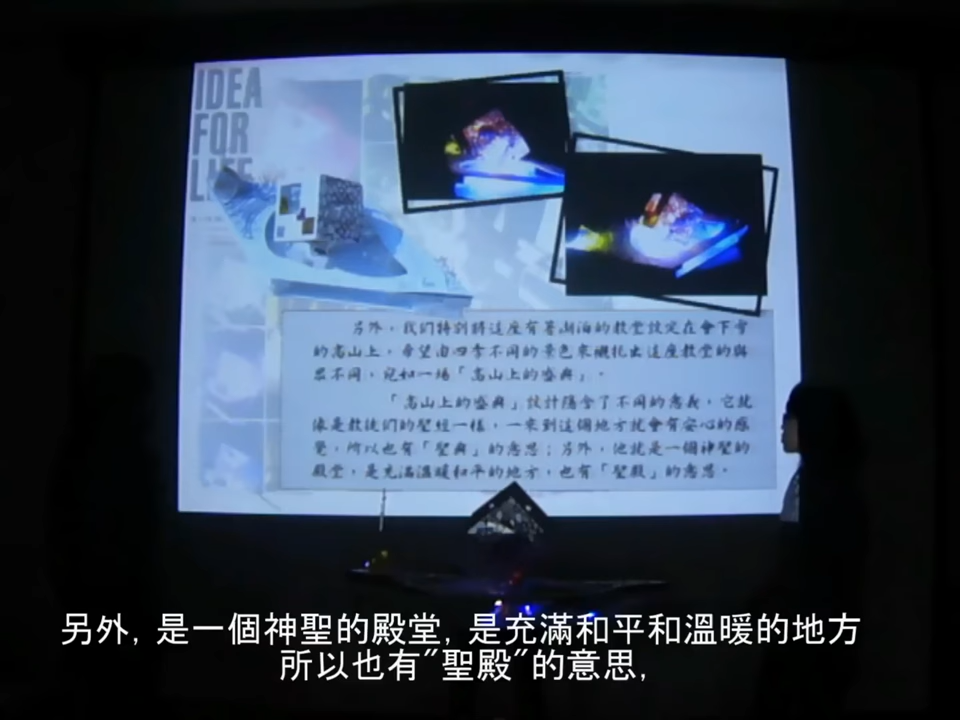 IDEA
FOR
LIFE
另外，我們特別將這座有著湖泊的教堂設定在會下雪
的高山上，希望由四季不同的景色來襯托出這座教堂的與
眾不同，宛如一場「高山上的盛典」。
「高山上的盛典」設計隱含了不同的意義，它就
像是教徒們的聖經一樣，一來到這個地方就會有安心的感
覺，所以也有「聖典」的意思；另外，他就是一個神聖的
殿堂，是充滿溫暖和平的地方，也有「聖殿」的意思。
另外, 是一個神聖的殿堂, 是充滿和平和溫暖的地方
所以也有"聖殿"的意思,